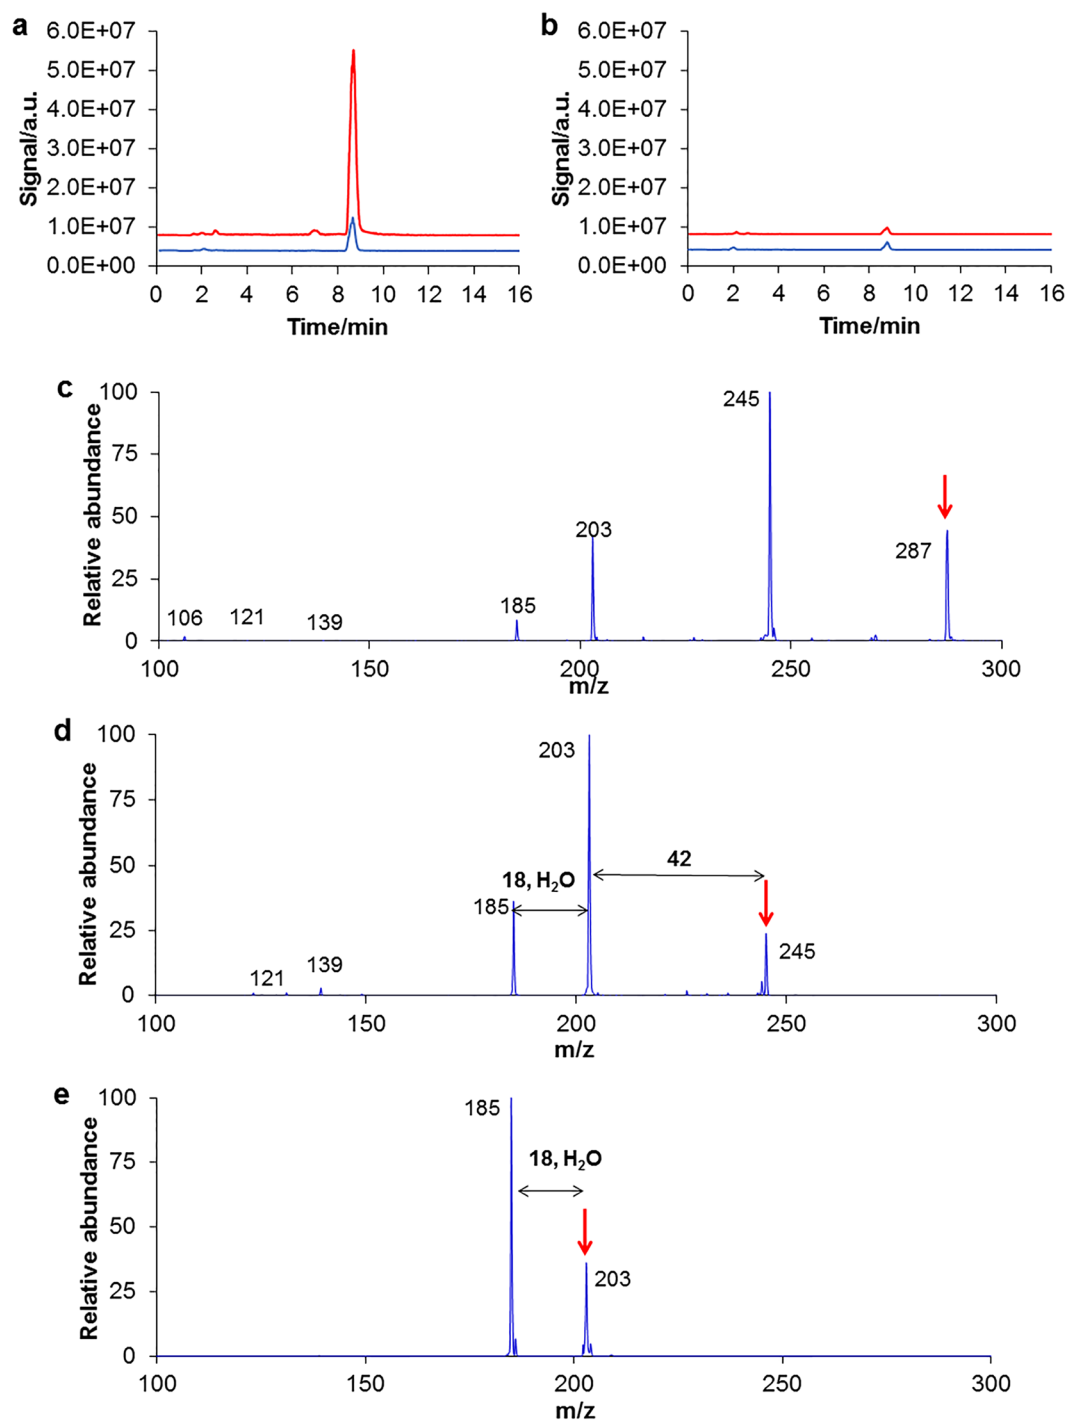 a
b
6.0E+07
5.0E+07
4.0E+07
3.0E+07
2.0E+07
1.0E+07
0.0E+00
Signal/a.u.
0 2 4 6 8 10 12 14 16
Time/min
6.0E+07
5.0E+07
4.0E+07
3.0E+07
2.0E+07
1.0E+07
0.0E+00
Signal/a.u.
0 2 4 6 8 10 12 14 16
Time/min
c
100
75
50
25
0
Relative abundance
245
203
287
185
106 121 139
100 150 200 250 300
m/z
d
100
75
50
25
0
Relative abundance
203
42
18, H₂O
185
245
121 139
100 150 200 250 300
m/z
e
100
75
50
25
0
Relative abundance
185
18, H₂O
203
100 150 200 250 300
m/z